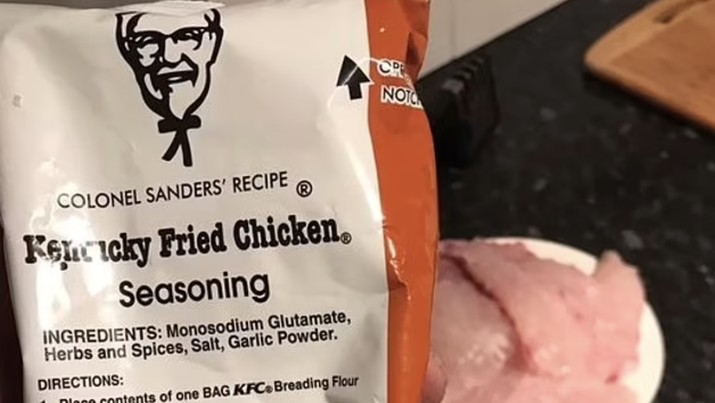 OPE
NOTCH
COLONEL SANDERS' RECIPE ®
Kentucky Fried Chicken®
Seasoning
INGREDIENTS: Monosodium Glutamate,
Herbs and Spices, Salt, Garlic Powder.
DIRECTIONS:
1. Place contents of one BAG KFC® Breading Flour